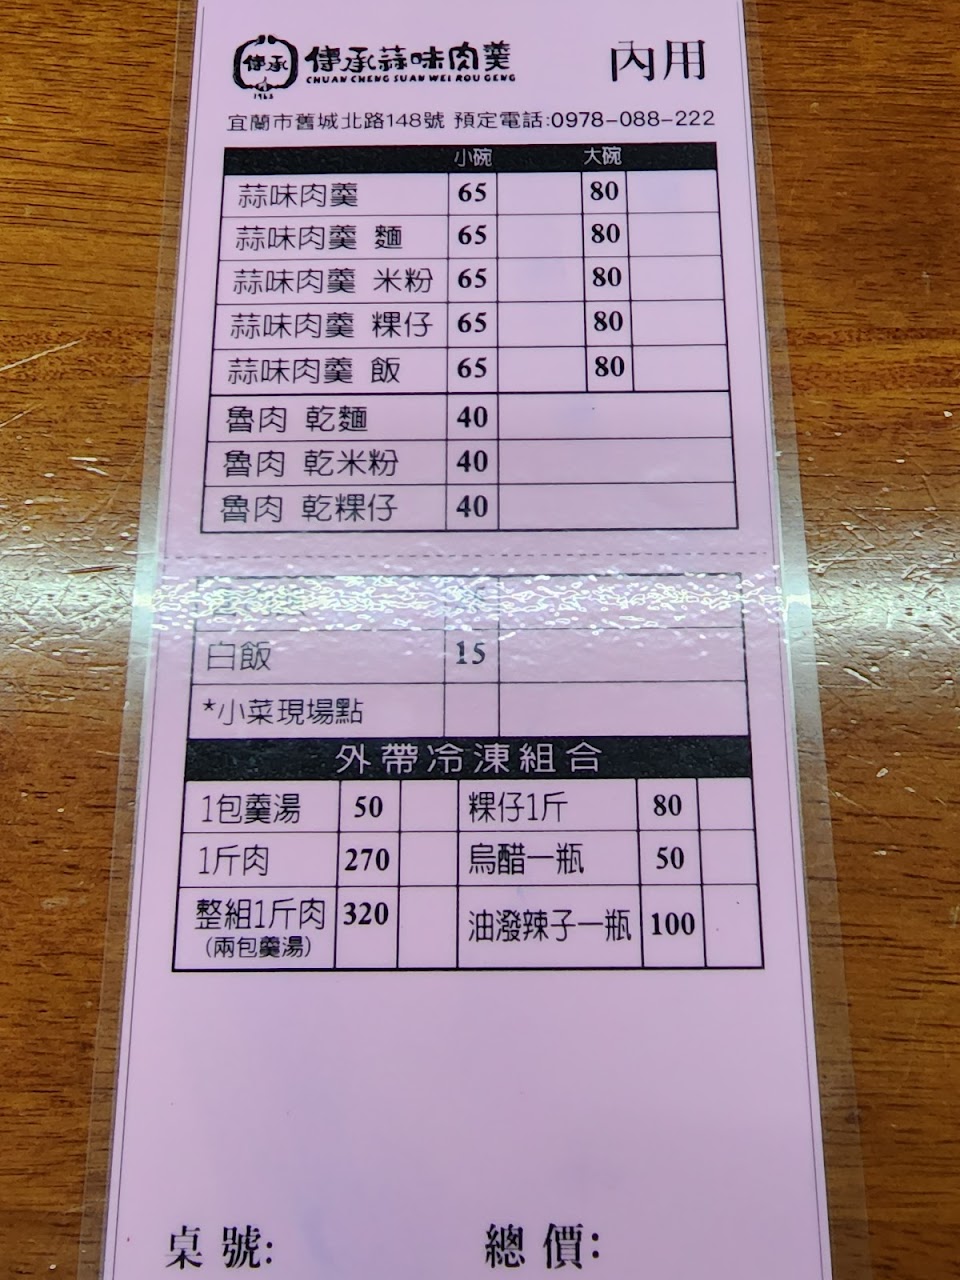 傳承 傳承蒜味肉羹 內用
CHUAN CHENG SUAN WEI ROU GENG
1963
宜蘭市舊城北路148號 預定電話:0978-088-222
小碗 大碗
蒜味肉羹 65 80
蒜味肉羹 麵 65 80
蒜味肉羹 米粉 65 80
蒜味肉羹 粿仔 65 80
蒜味肉羹 飯 65 80
魯肉 乾麵 40
魯肉 乾米粉 40
魯肉 乾粿仔 40
白飯 15
*小菜現場點
外帶冷凍組合
1包羹湯 50 粿仔1斤 80
1斤肉 270 烏醋一瓶 50
整組1斤肉 320 油潑辣子一瓶 100
(兩包羹湯)
桌號: 總價: